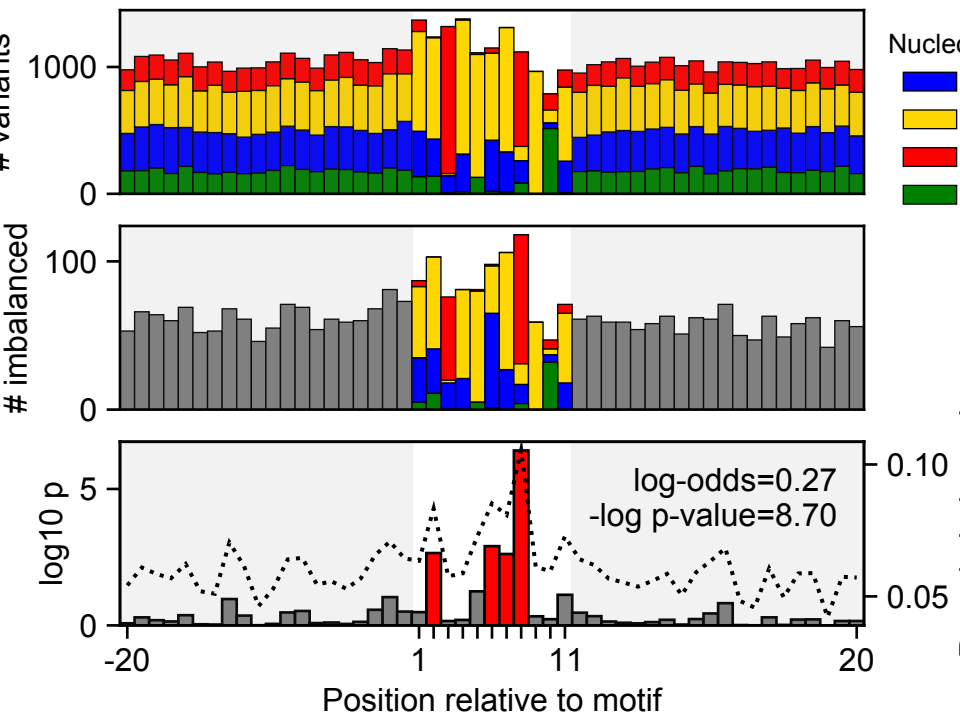 # variants
1000
0
Nucleo
# imbalanced
100
0
log10 p
5
0
log-odds=0.27
-log p-value=8.70
0.10
0.05
-20
1
11
20
Position relative to motif